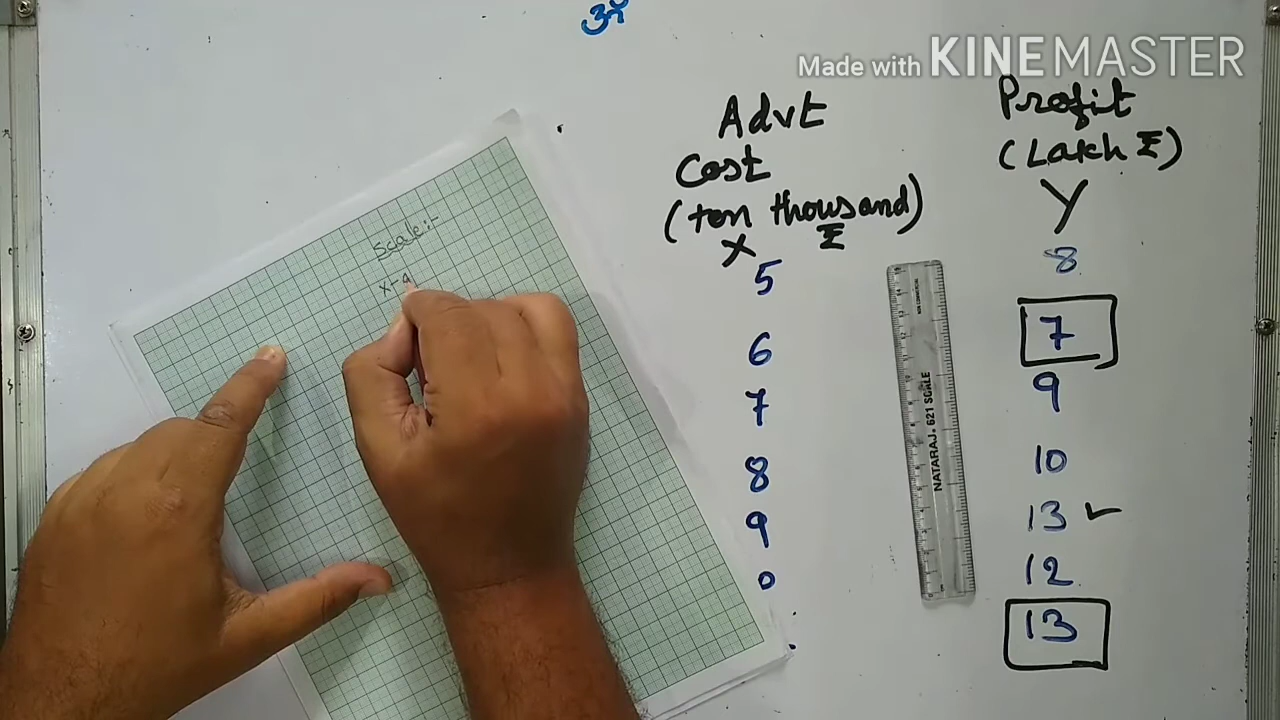 Made with KINEMASTER
Advt
Cost
(ten thousand)
₹
X
5
6
7
8
9
0
Profit
(Lakh ₹)
Y
8
7
9
10
13 ✓
12
13
Scale:-
X-a
NATARAJ. 621 SCALE